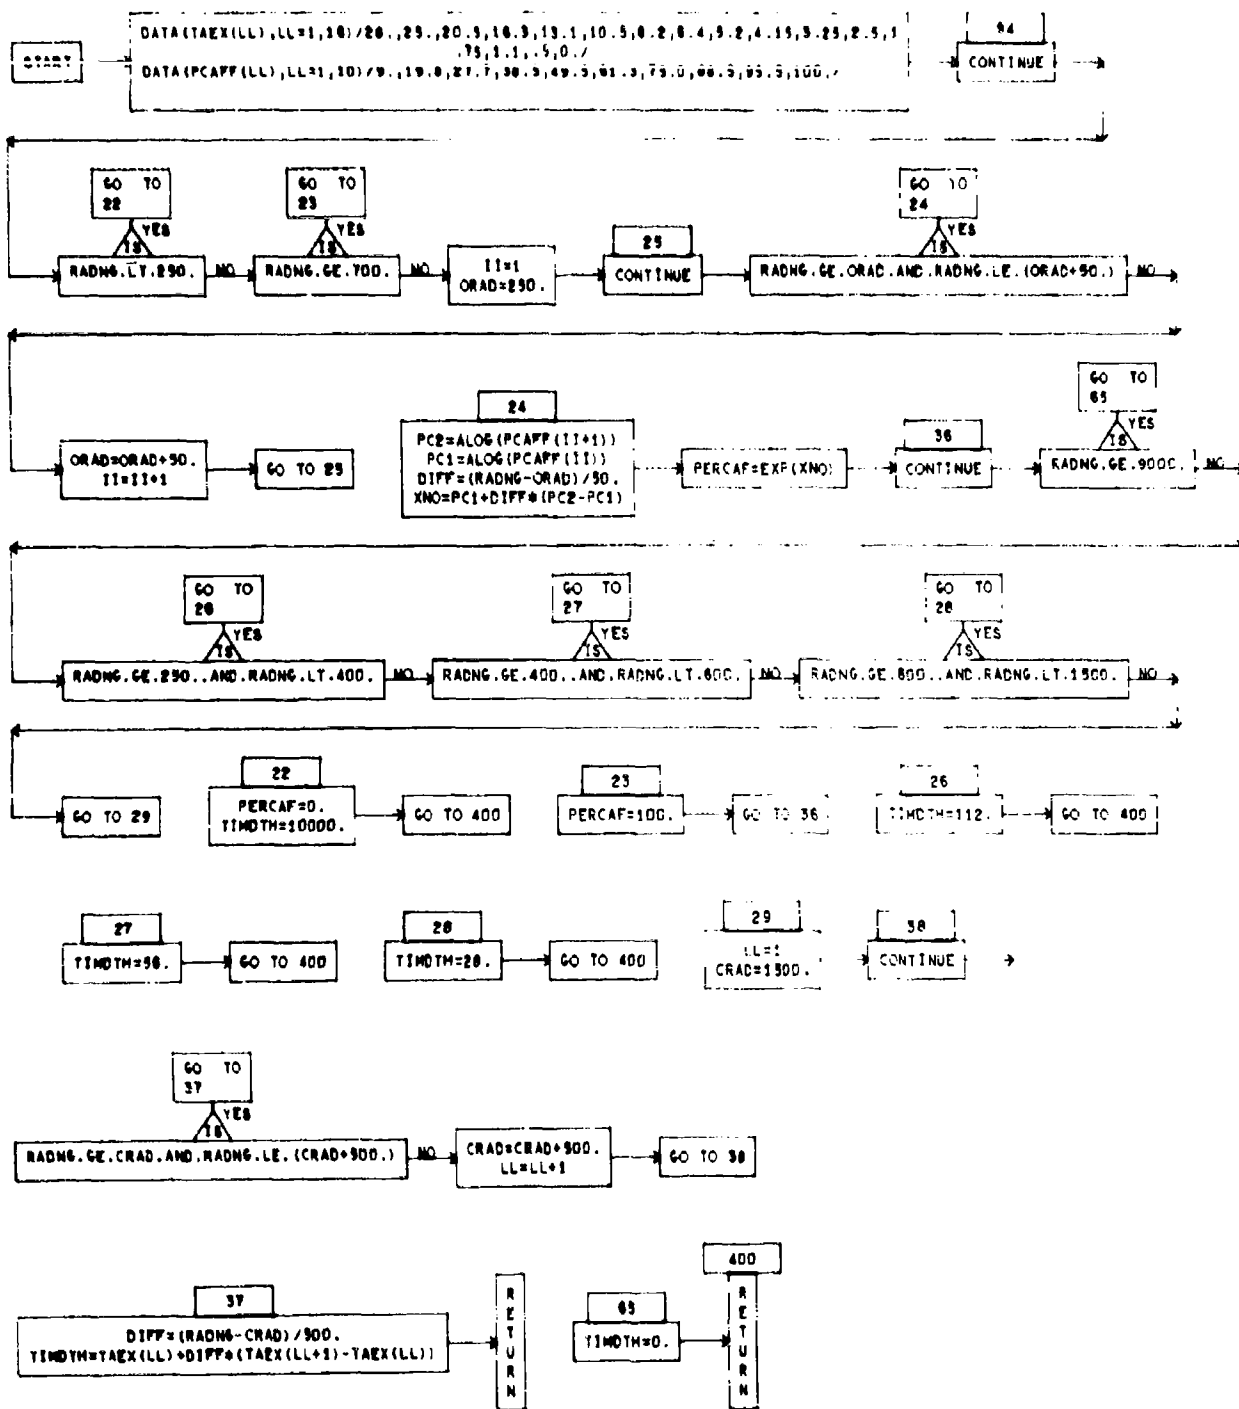 START
DATA(TAEX(LL),LL=1,16)/28.,25.,20.5,16.3,13.1,10.5,8.2,6.4,5.2,4.15,3.25,2.5,1
.75,1.1,.5,0./
DATA(PCAFF(LL),LL=1,10)/9.,19.8,27.7,38.5,49.5,61.3,75.0,88.5,95.5,100./
94
CONTINUE
GO TO
22
YES
IS
RADNG.LT.250.
NO
GO TO
23
YES
IS
RADNG.GE.700.
NO
II=1
ORAD=250.
25
CONTINUE
GO TO
24
YES
IS
RADNG.GE.ORAD.AND.RADNG.LE.(ORAD+50.)
NO
ORAD=ORAD+50.
II=II+1
GO TO 25
24
PC2=ALOG(PCAFF(II+1))
PC1=ALOG(PCAFF(II))
DIFF=(RADNG-ORAD)/50.
XNO=PC1+DIFF*(PC2-PC1)
PERCAF=EXP(XNO)
36
CONTINUE
GO TO
65
YES
IS
RADNG.GE.9000.
NO
GO TO
26
YES
IS
RADNG.GE.250..AND.RADNG.LT.400.
NO
GO TO
27
YES
IS
RADNG.GE.400..AND.RADNG.LT.600.
NO
GO TO
28
YES
IS
RADNG.GE.600..AND.RADNG.LT.1500.
NO
GO TO 29
22
PERCAF=0.
TIMDTH=10000.
GO TO 400
23
PERCAF=100.
GO TO 36
26
TIMDTH=112.
GO TO 400
27
TIMDTH=56.
GO TO 400
28
TIMDTH=28.
GO TO 400
29
LL=1
CRAD=1500.
38
CONTINUE
GO TO
37
YES
IS
RADNG.GE.CRAD.AND.RADNG.LE.(CRAD+500.)
NO
CRAD=CRAD+500.
LL=LL+1
GO TO 38
37
DIFF=(RADNG-CRAD)/500.
TIMDTH=TAEX(LL)+DIFF*(TAEX(LL+1)-TAEX(LL))
RETURN
65
TIMDTH=0.
400
RETURN